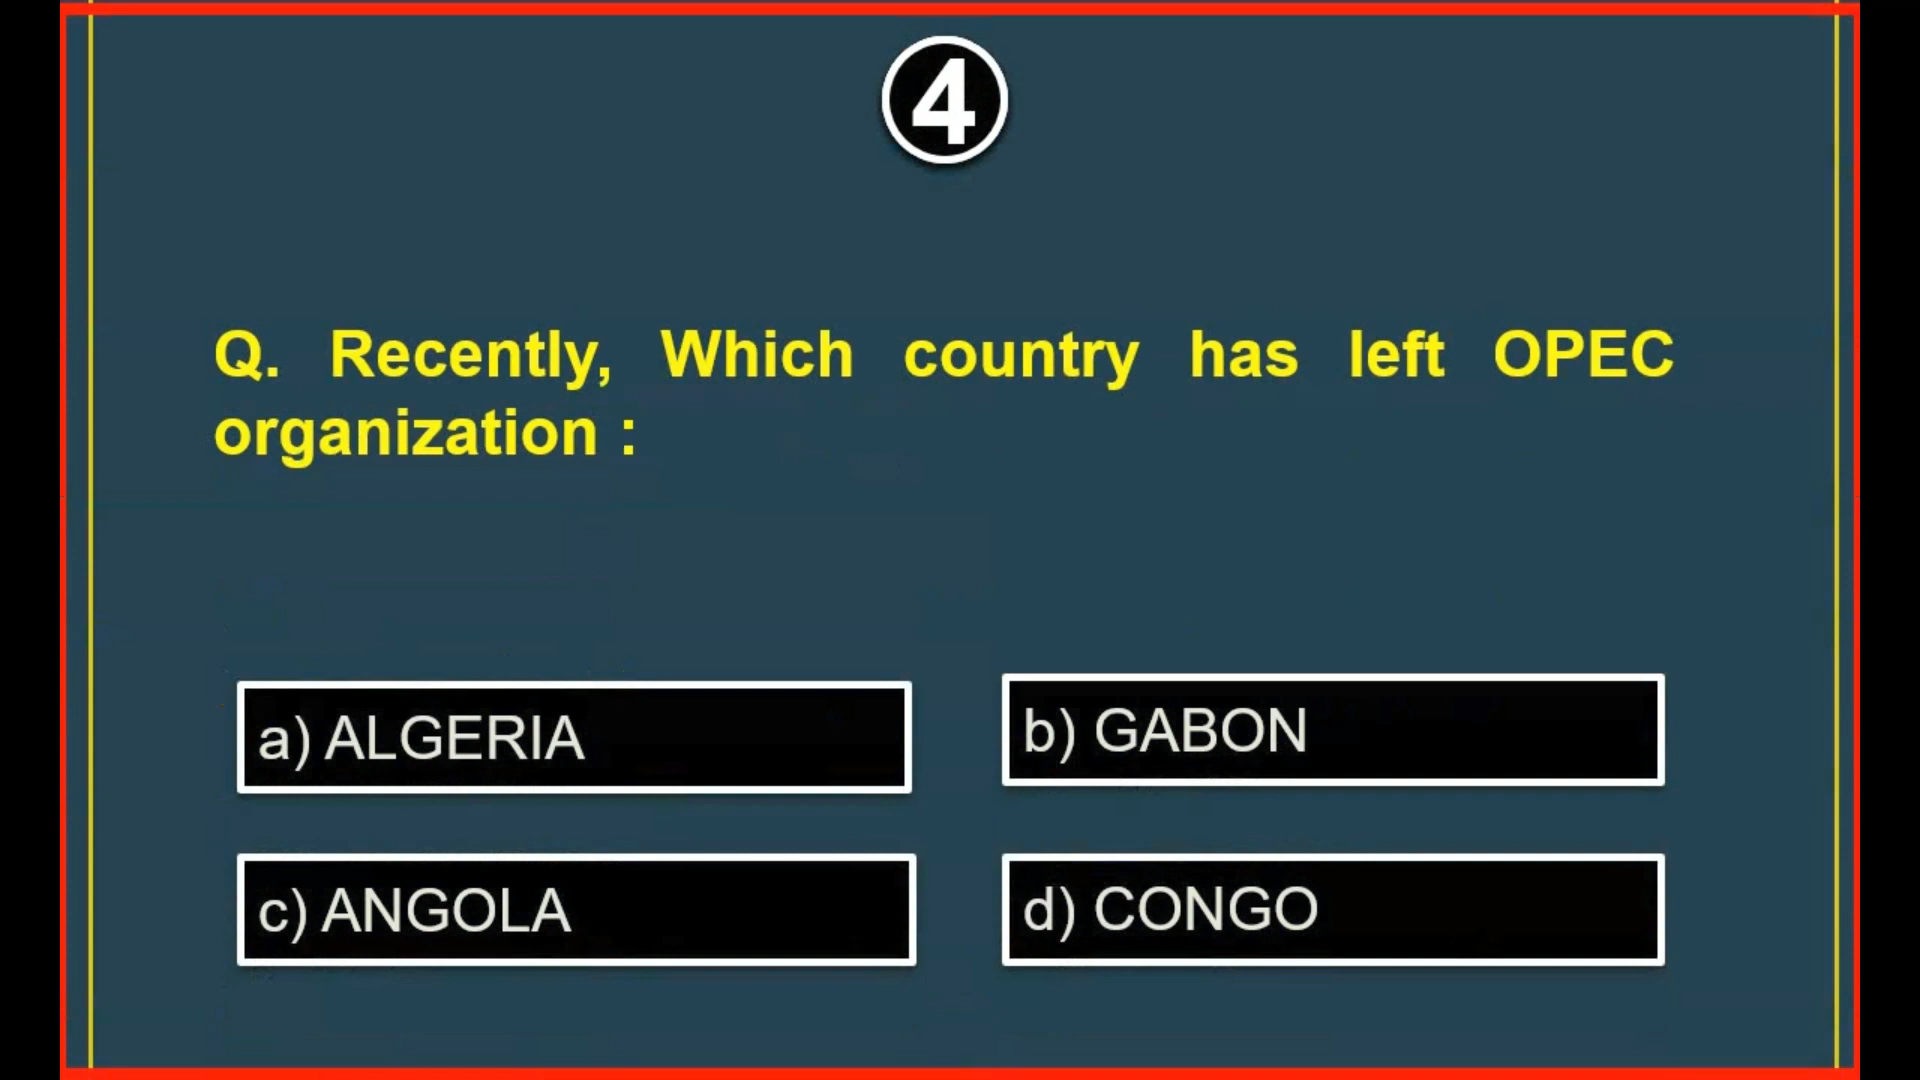 4
Q. Recently, Which country has left OPEC
organization :
a) ALGERIA
b) GABON
c) ANGOLA
d) CONGO